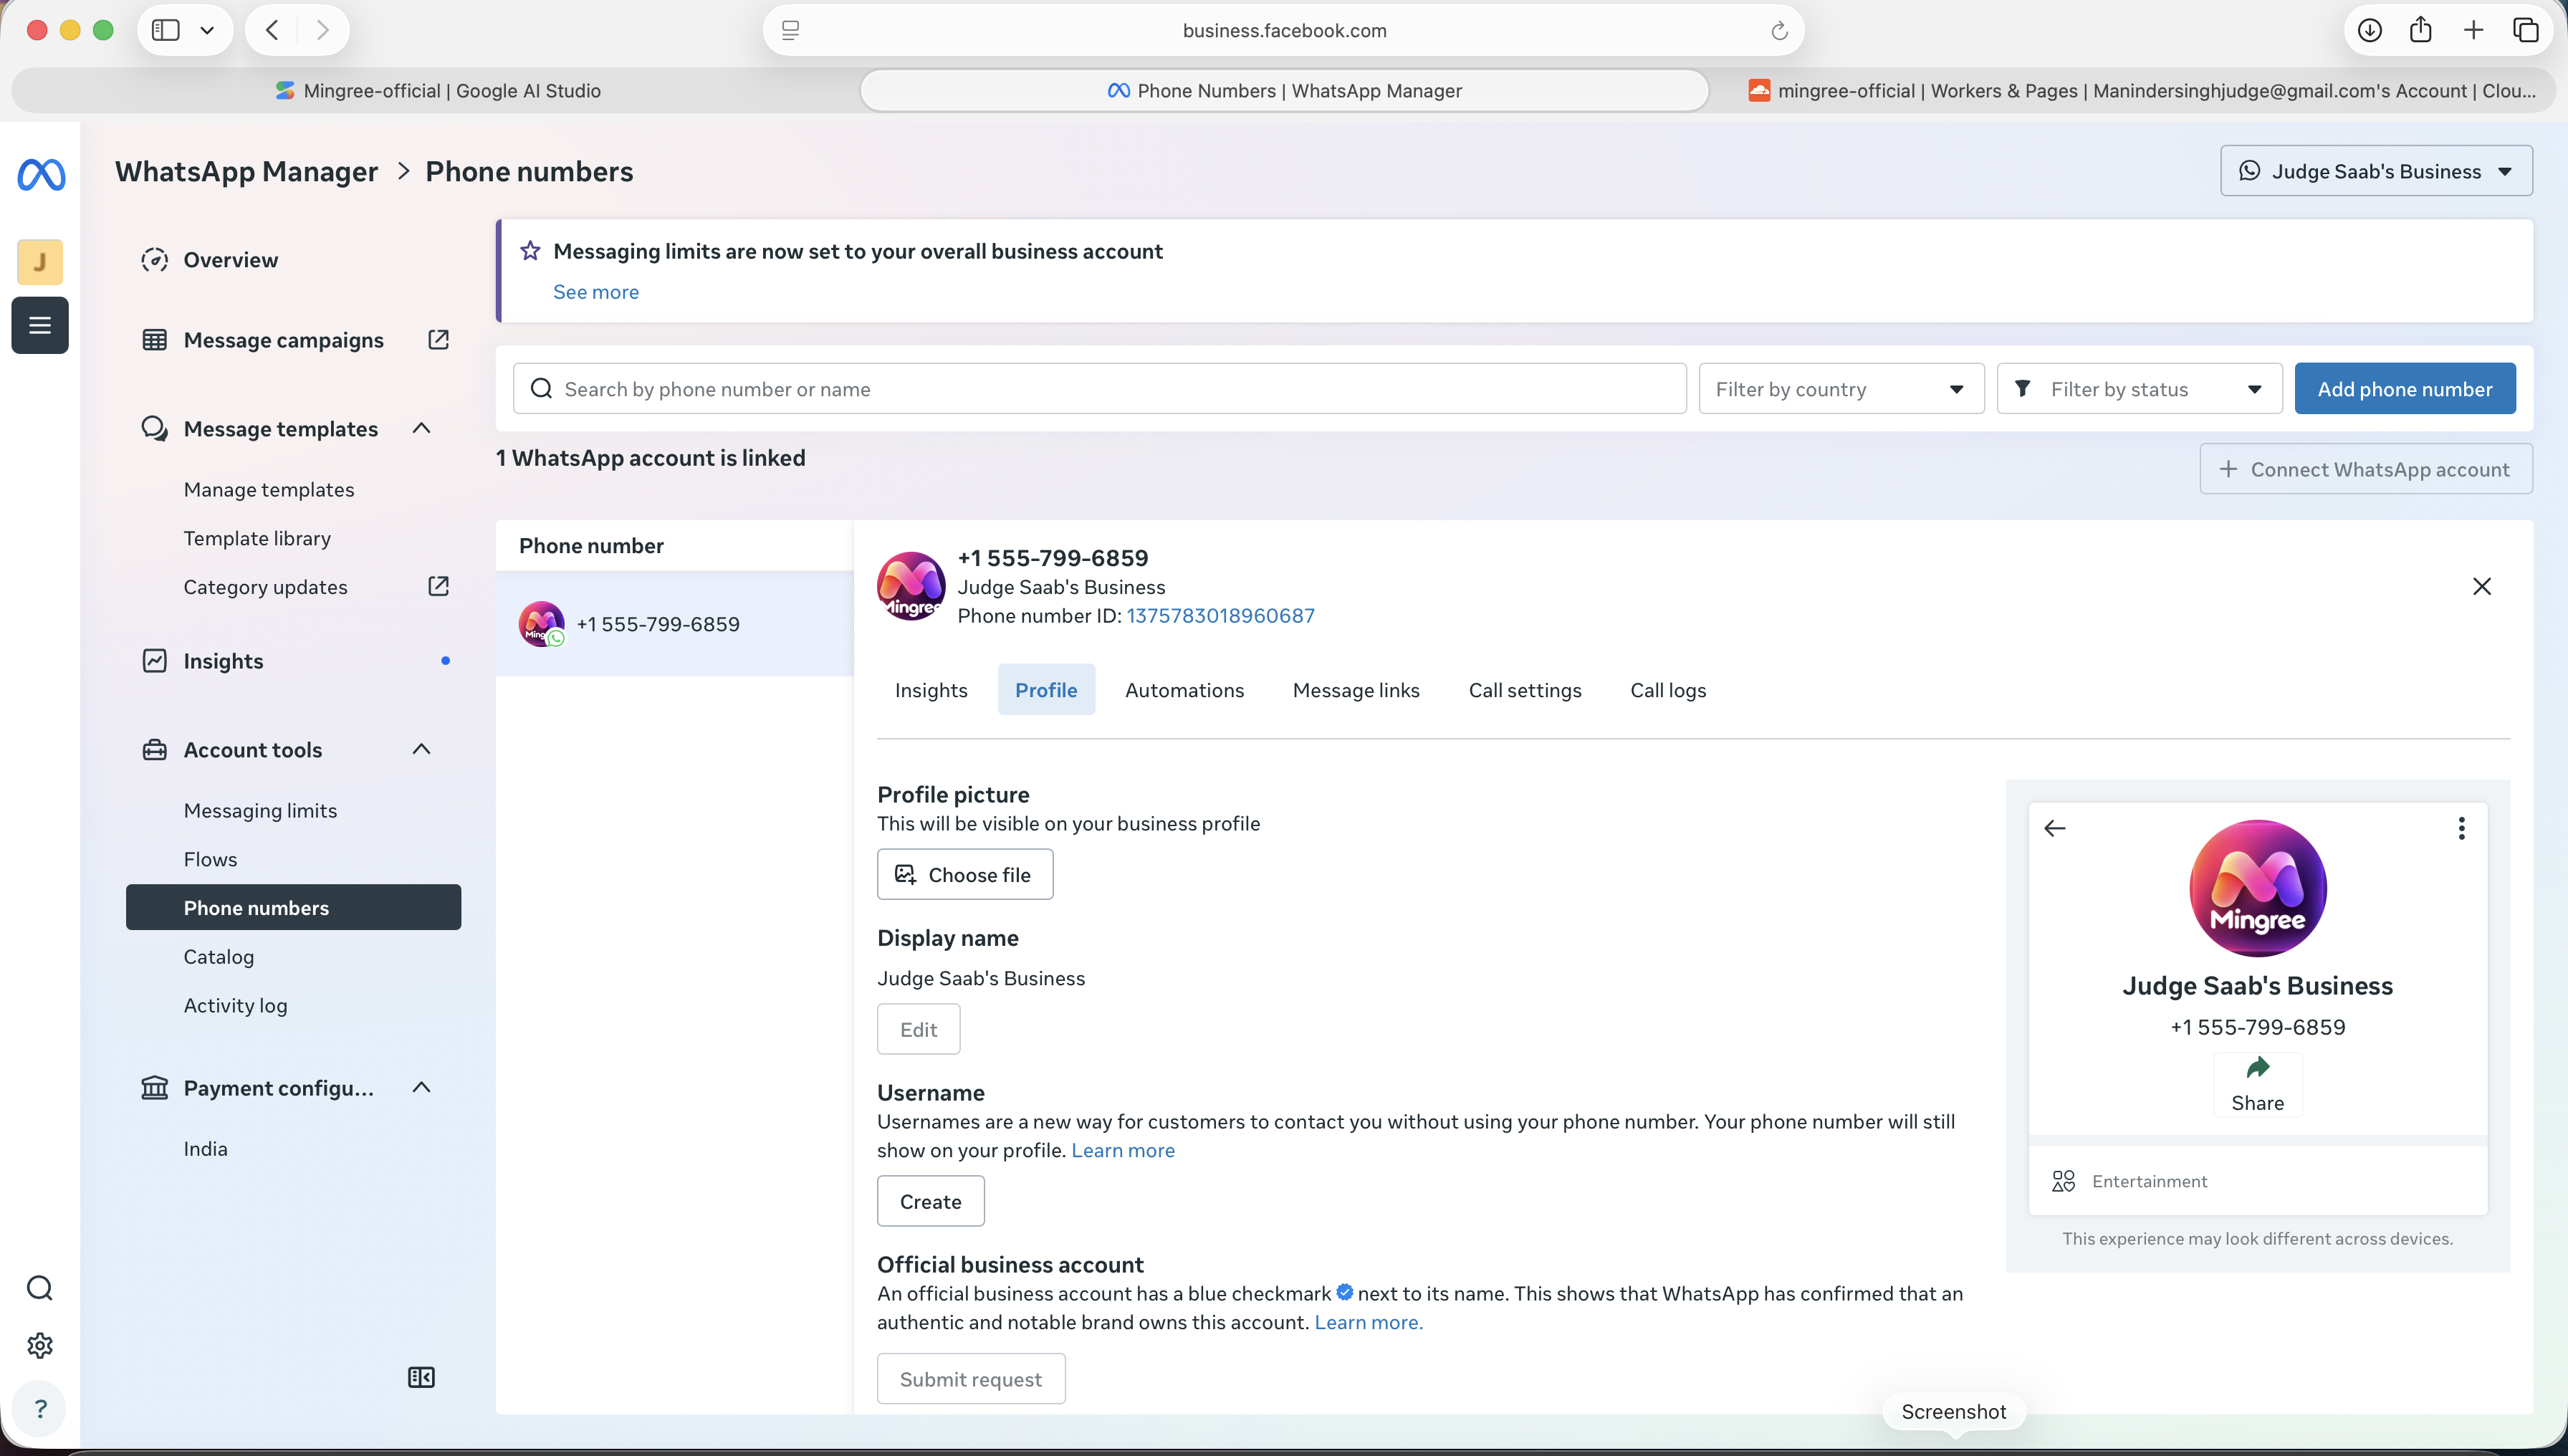 business.facebook.com
Mingree-official | Google AI Studio
Phone Numbers | WhatsApp Manager
mingree-official | Workers & Pages | Manindersinghjudge@gmail.com's Account | Clou...
WhatsApp Manager > Phone numbers
Judge Saab's Business
J
Overview
Message campaigns
Message templates
Manage templates
Template library
Category updates
Insights
Account tools
Messaging limits
Flows
Phone numbers
Catalog
Activity log
Payment configu...
India
?
Messaging limits are now set to your overall business account
See more
Search by phone number or name
Filter by country
Filter by status
Add phone number
1 WhatsApp account is linked
+ Connect WhatsApp account
Phone number
+1 555-799-6859
Mingree
+1 555-799-6859
Judge Saab's Business
Phone number ID: 1375783018960687
Insights
Profile
Automations
Message links
Call settings
Call logs
Profile picture
This will be visible on your business profile
Choose file
Display name
Judge Saab's Business
Edit
Username
Usernames are a new way for customers to contact you without using your phone number. Your phone number will still
show on your profile. Learn more
Create
Official business account
An official business account has a blue checkmark next to its name. This shows that WhatsApp has confirmed that an
authentic and notable brand owns this account. Learn more.
Submit request
Mingree
Judge Saab's Business
+1 555-799-6859
Share
Entertainment
This experience may look different across devices.
Screenshot